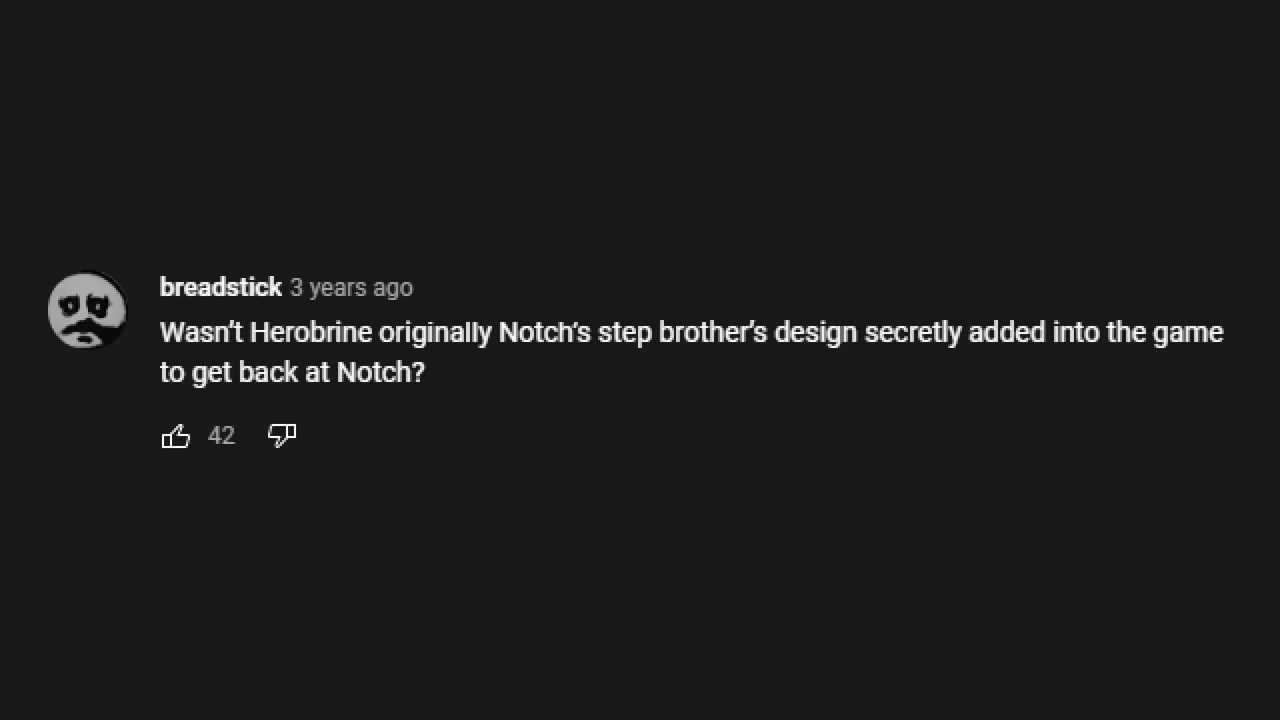 breadstick 3 years ago
Wasn't Herobrine originally Notch's step brother's design secretly added into the game
to get back at Notch?
42